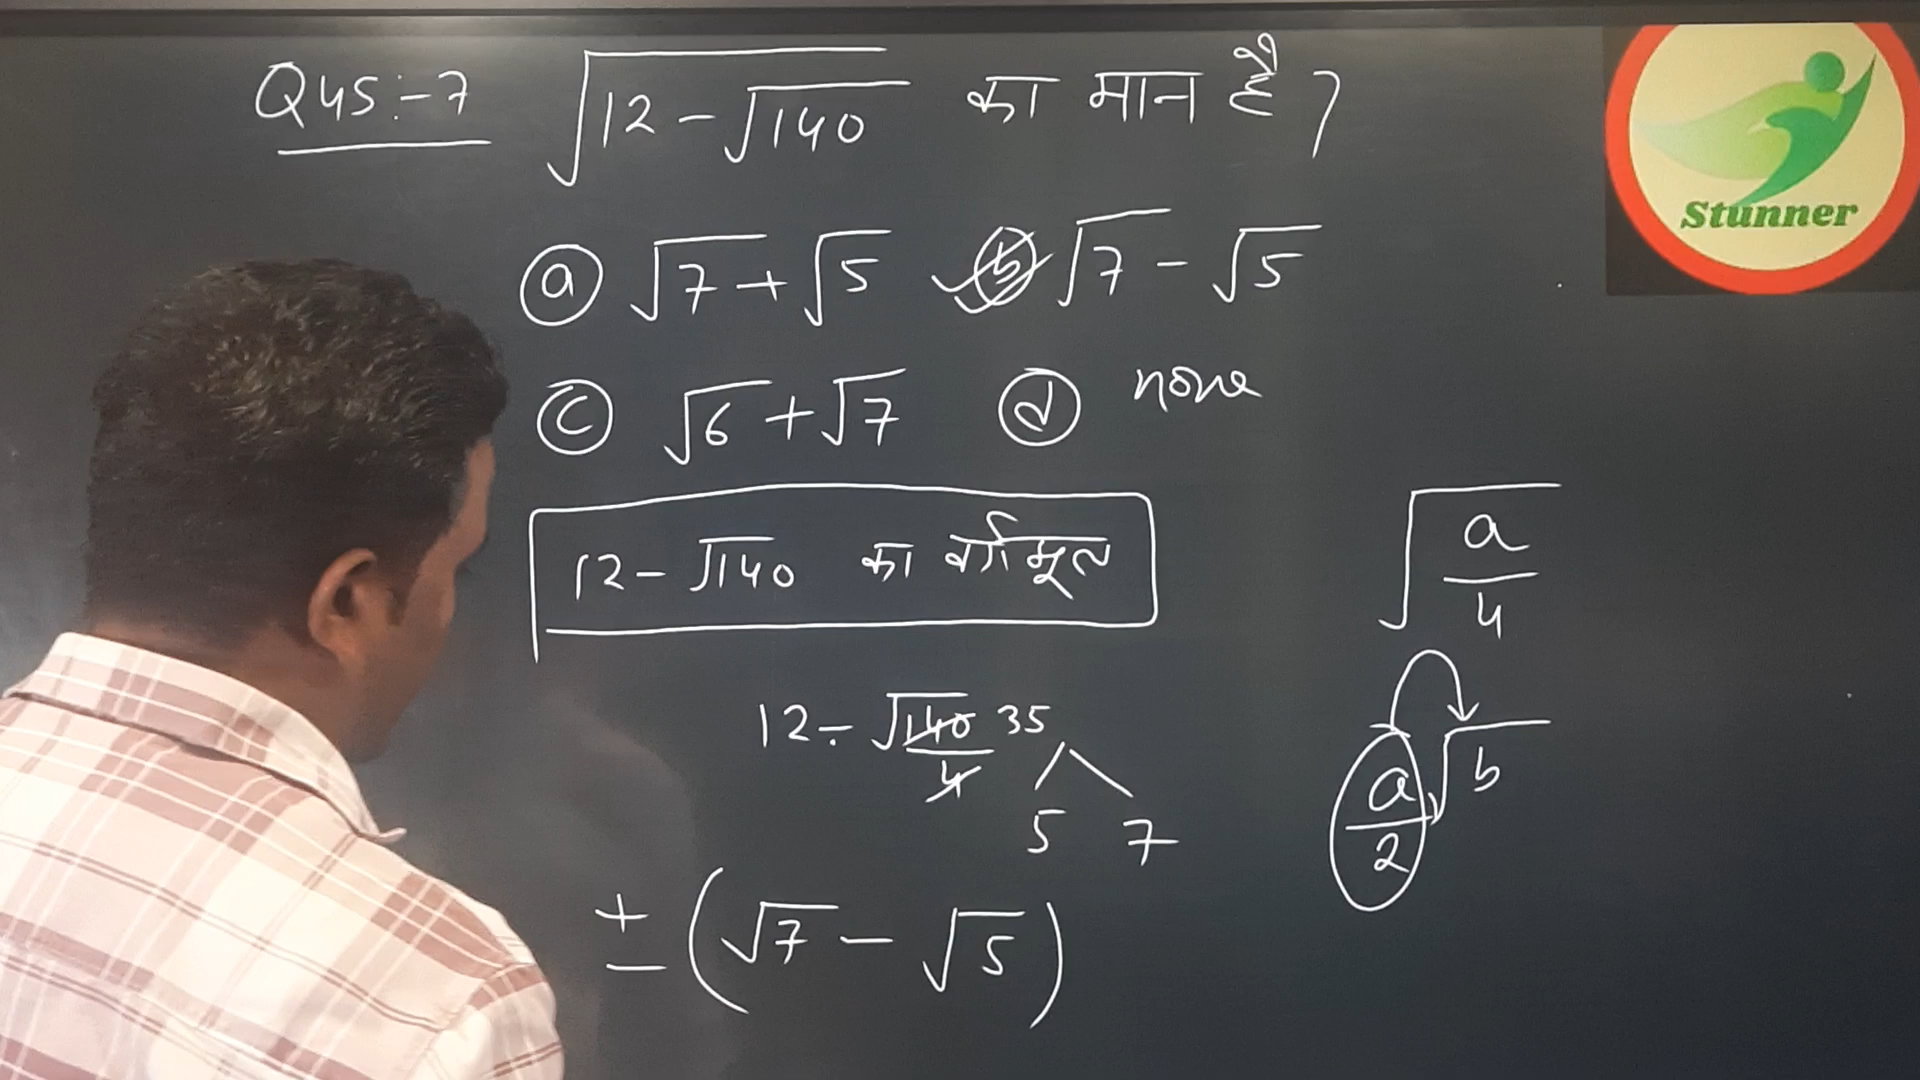 Q45:-7 √(12-√140) का मान है ?
Stunner
ⓐ √7+√5 ⓑ √7-√5
ⓒ √6+√7 ⓓ none
12-√140 का वर्गमूल
√(a/4)
12-√(140/4) 35
5 7
a/2 √b
±(√7-√5)